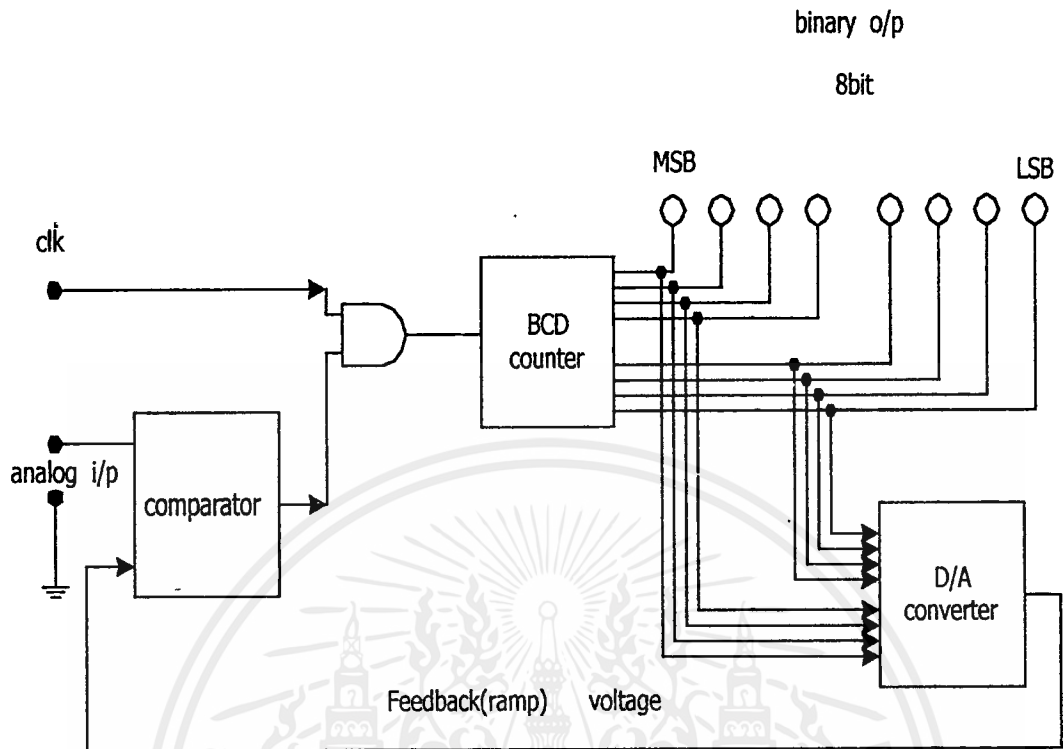 binary o/p
8bit
MSB
LSB
clk
BCD
counter
analog i/p
comparator
D/A
converter
Feedback(ramp) voltage